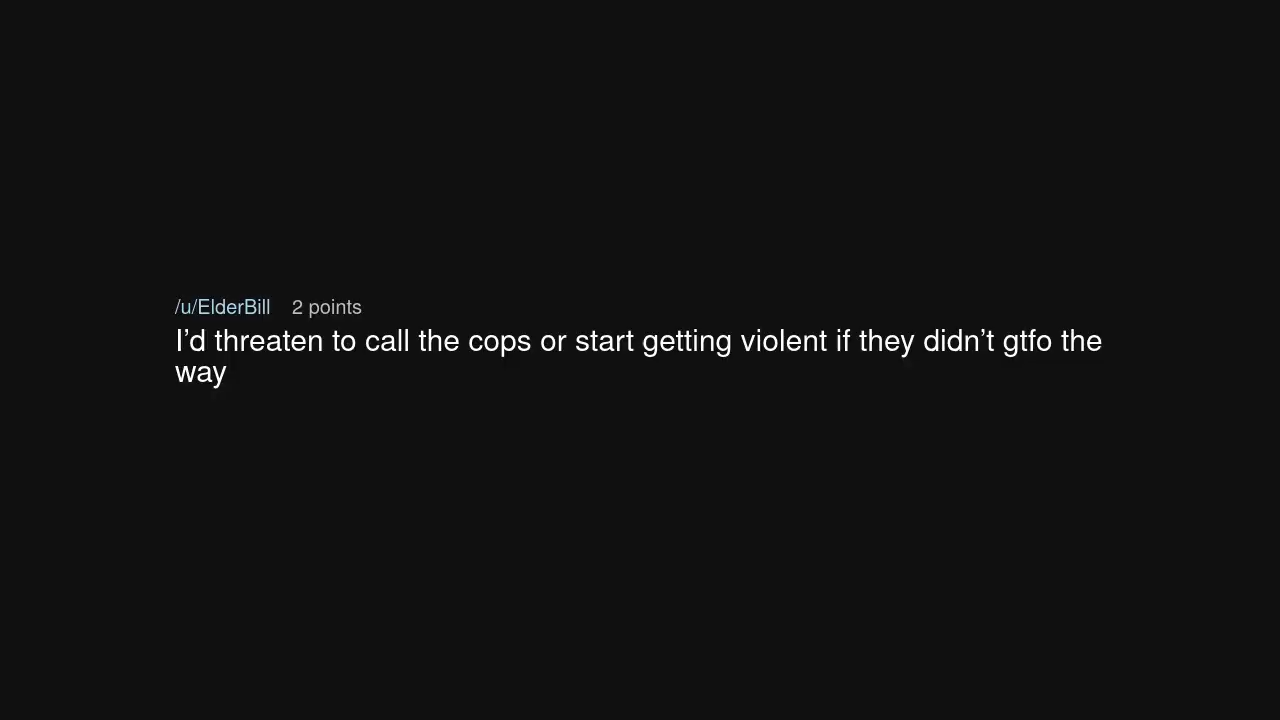 /u/ElderBill 2 points
I’d threaten to call the cops or start getting violent if they didn’t gtfo the
way